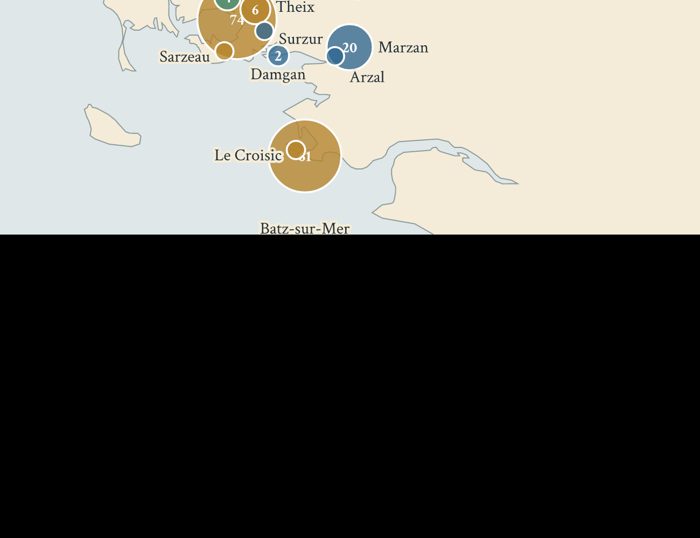 6
Theix
74
Surzur
Sarzeau
2
20
Marzan
Damgan
Arzal
Le Croisic
Batz-sur-Mer